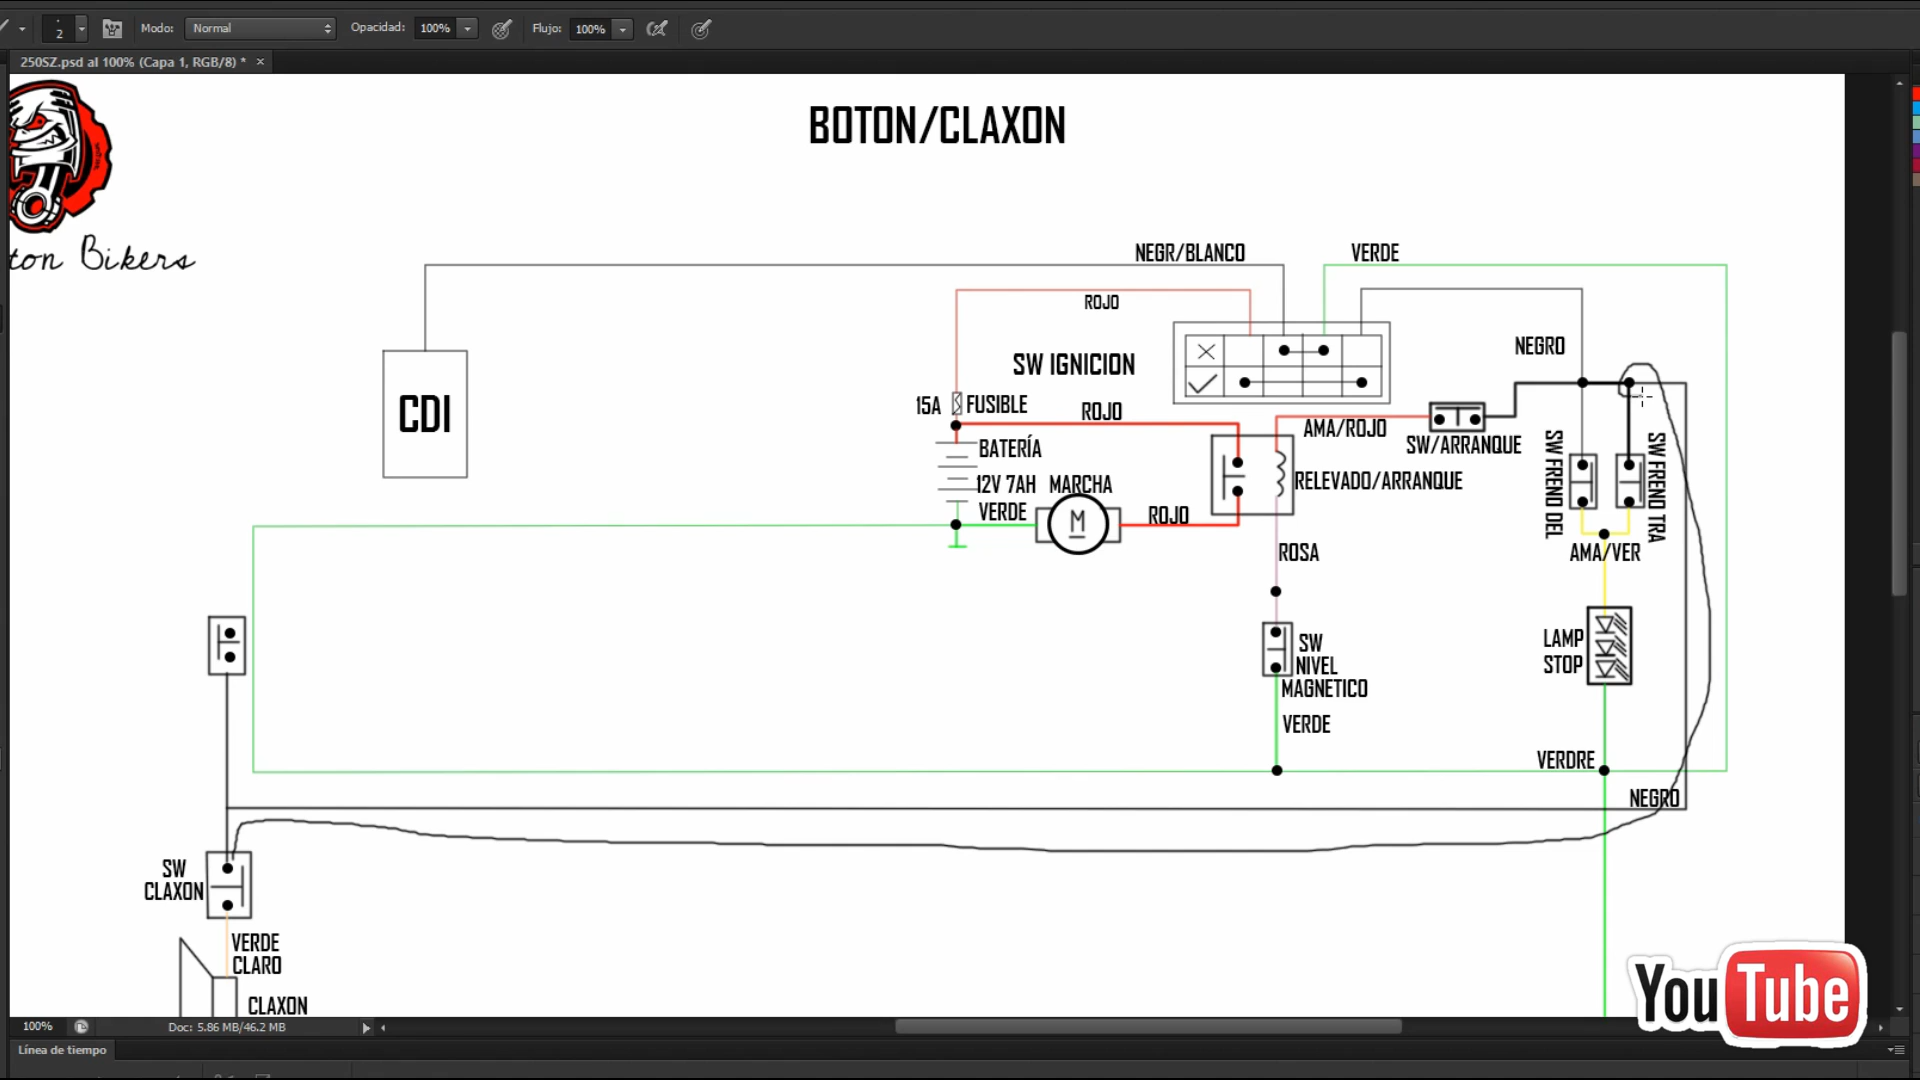 2
Modo:
Normal
Opacidad:
100%
Flujo:
100%
250SZ.psd al 100% (Capa 1, RGB/8) *
BOTON/CLAXON
ton Bikers
NEGR/BLANCO
VERDE
ROJO
NEGRO
SW IGNICION
CDI
15A
FUSIBLE
ROJO
AMA/ROJO
SW/ARRANQUE
BATERÍA
SW FRENO DEL
SW FRENO TRA
12V 7AH
MARCHA
RELEVADO/ARRANQUE
VERDE
M
ROJO
ROSA
AMA/VER
SW
NIVEL
MAGNETICO
LAMP
STOP
VERDE
VERDRE
NEGRO
SW
CLAXON
VERDE
CLARO
CLAXON
YouTube
100%
Doc: 5.86 MB/46.2 MB
Línea de tiempo